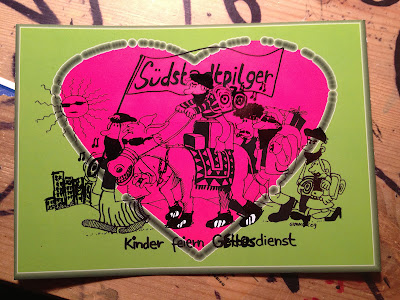 Südstadtpilger
Kinder feiern Gottesdienst